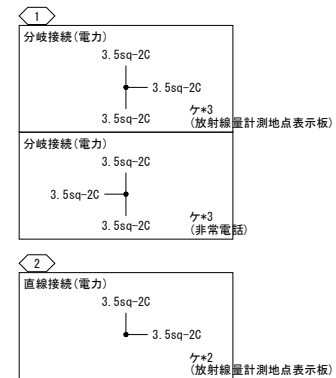 1
分岐接続(電力)
3.5sq-2C
3.5sq-2C
3.5sq-2C
ケ*3
(放射線量計測地点表示板)
分岐接続(電力)
3.5sq-2C
3.5sq-2C
3.5sq-2C
ケ*3
(非常電話)
2
直線接続(電力)
3.5sq-2C
3.5sq-2C
ケ*2
(放射線量計測地点表示板)